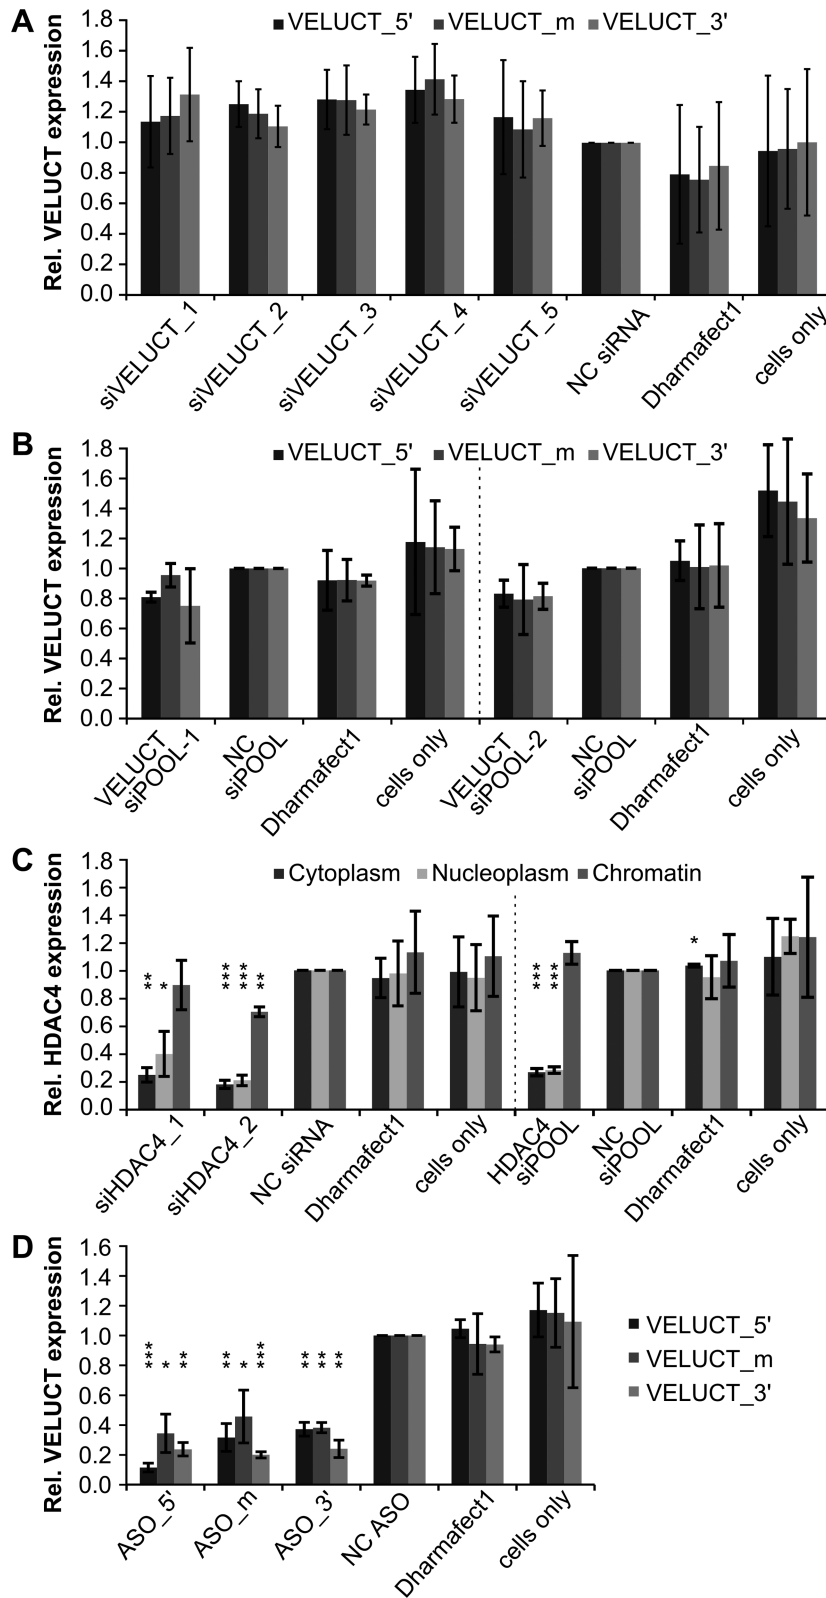 A
Rel. VELUCT expression
1.8
1.6
1.4
1.2
1.0
0.8
0.6
0.4
0.2
0.0
VELUCT_5' VELUCT_m VELUCT_3'
siVELUCT_1 siVELUCT_2 siVELUCT_3 siVELUCT_4 siVELUCT_5 NC siRNA Dharmafect1 cells only
B
Rel. VELUCT expression
1.8
1.6
1.4
1.2
1.0
0.8
0.6
0.4
0.2
0.0
VELUCT_5' VELUCT_m VELUCT_3'
VELUCT siPOOL-1 NC siPOOL Dharmafect1 cells only VELUCT siPOOL-2 NC siPOOL Dharmafect1 cells only
C
Rel. HDAC4 expression
1.8
1.6
1.4
1.2
1.0
0.8
0.6
0.4
0.2
0.0
Cytoplasm Nucleoplasm Chromatin
** * *** *** ** *** *** *
siHDAC4_1 siHDAC4_2 NC siRNA Dharmafect1 cells only HDAC4 siPOOL NC siPOOL Dharmafect1 cells only
D
Rel. VELUCT expression
1.6
1.4
1.2
1.0
0.8
0.6
0.4
0.2
0.0
*** * ** ** * *** ** ** **
VELUCT_5'
VELUCT_m
VELUCT_3'
ASO_5' ASO_m ASO_3' NC ASO Dharmafect1 cells only